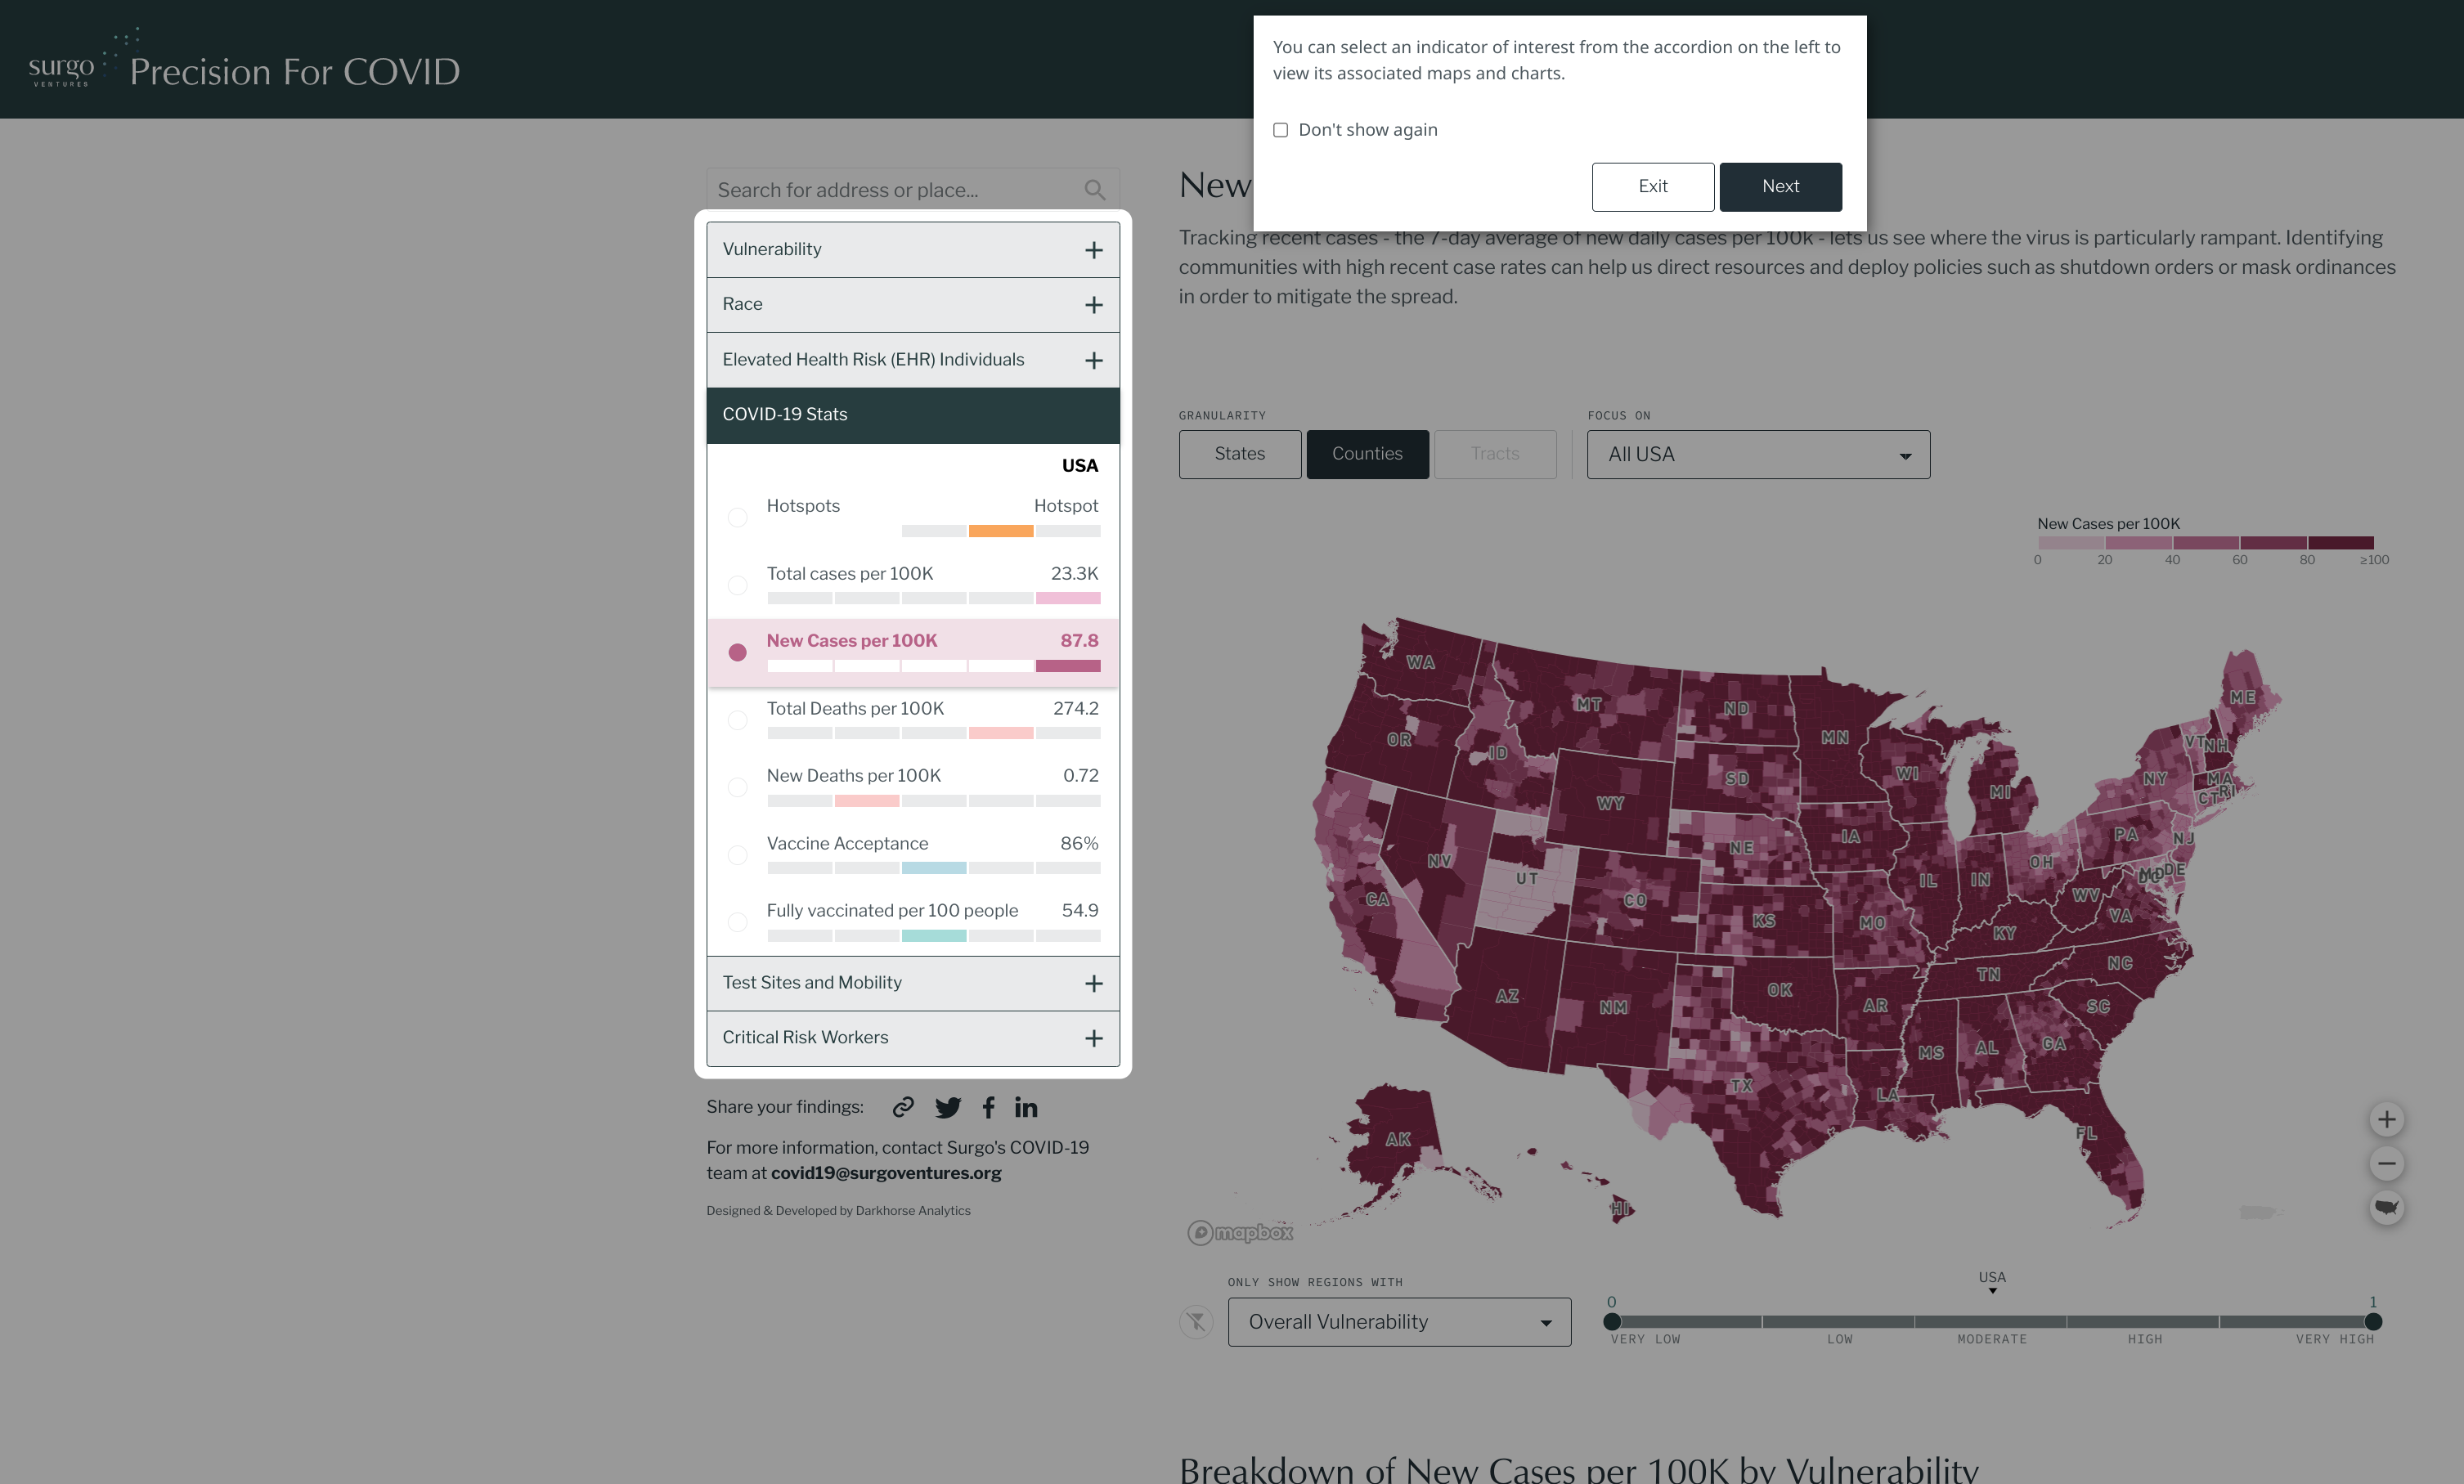 surgo
VENTURES
Precision For COVID
You can select an indicator of interest from the accordion on the left to
view its associated maps and charts.
Don't show again
Exit
Next
Search for address or place...
Vulnerability
Race
Elevated Health Risk (EHR) Individuals
COVID-19 Stats
USA
Hotspots Hotspot
Total cases per 100K 23.3K
New Cases per 100K 87.8
Total Deaths per 100K 274.2
New Deaths per 100K 0.72
Vaccine Acceptance 86%
Fully vaccinated per 100 people 54.9
Test Sites and Mobility
Critical Risk Workers
Share your findings:
For more information, contact Surgo's COVID-19
team at covid19@surgoventures.org
Designed & Developed by Darkhorse Analytics
New
Tracking recent cases - the 7-day average of new daily cases per 100k - lets us see where the virus is particularly rampant. Identifying
communities with high recent case rates can help us direct resources and deploy policies such as shutdown orders or mask ordinances
in order to mitigate the spread.
GRANULARITY
States
Counties
Tracts
FOCUS ON
All USA
New Cases per 100K
0 20 40 60 80 ≥100
WA
MT
ND
MN
ME
OR
ID
SD
WI
MI
VT
NH
NY
MA
CT
RI
WY
IA
NE
PA
NJ
OH
NV
UT
IL
IN
MD
DC
DE
CA
CO
KS
MO
WV
VA
KY
AZ
NM
OK
TN
NC
AR
SC
MS
AL
GA
TX
LA
FL
AK
HI
mapbox
ONLY SHOW REGIONS WITH
Overall Vulnerability
USA
0 1
VERY LOW LOW MODERATE HIGH VERY HIGH
Breakdown of New Cases per 100K by Vulnerability